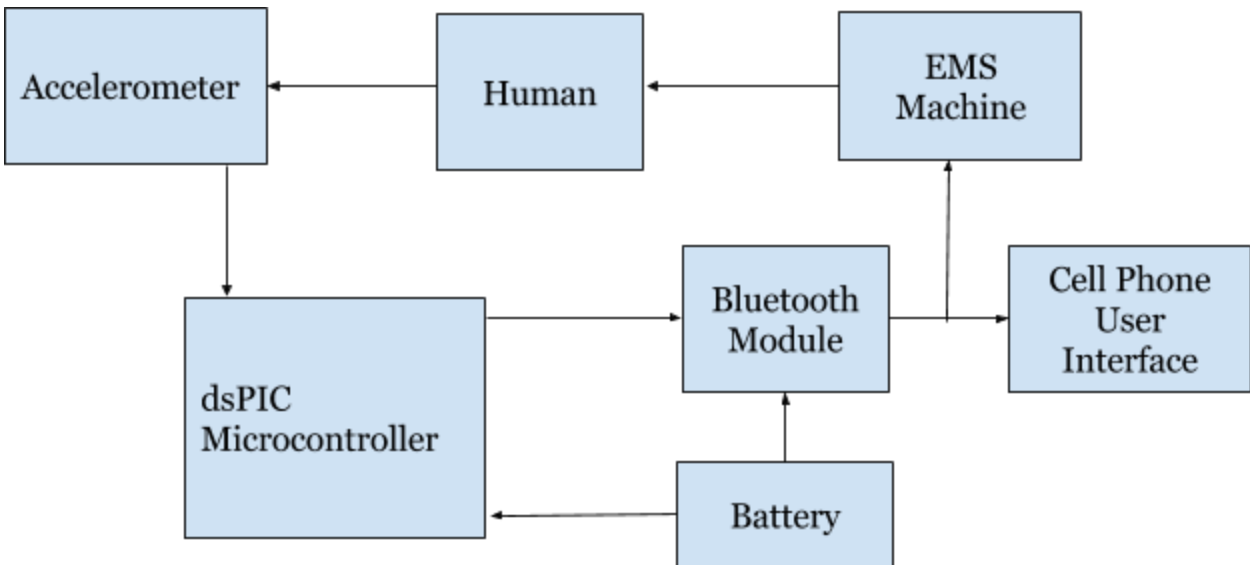 Accelerometer
Human
EMS
Machine
Bluetooth
Module
Cell Phone
User
Interface
dsPIC
Microcontroller
Battery